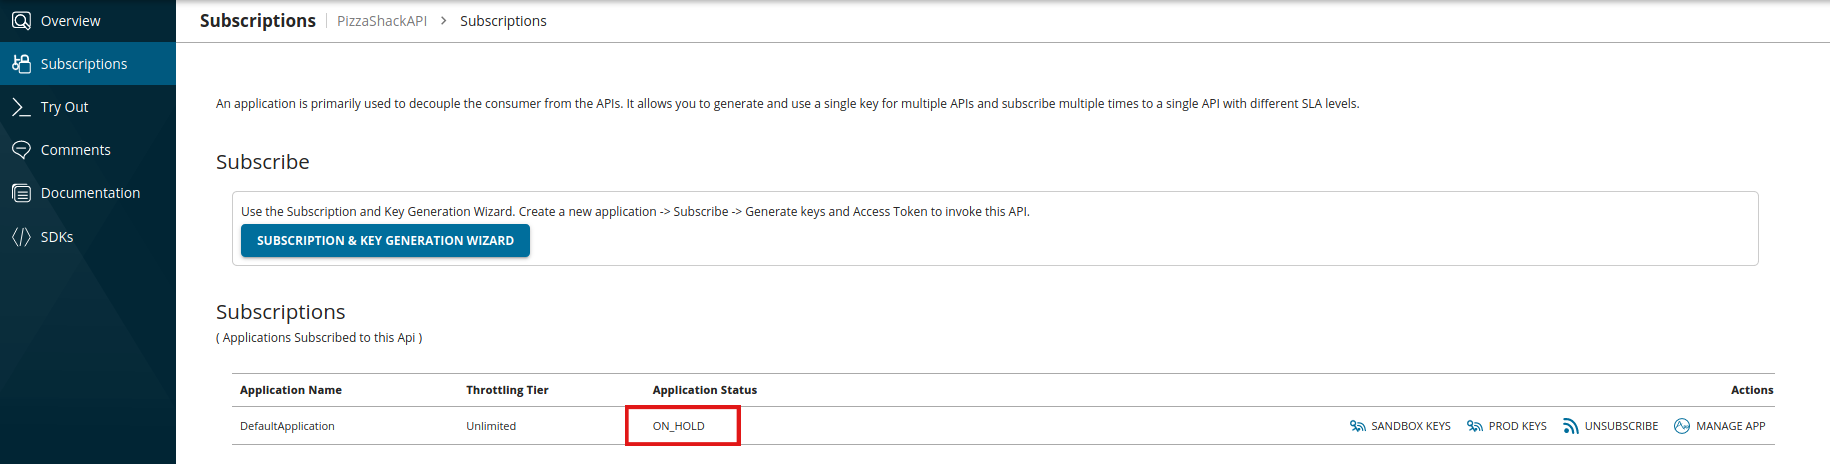 Overview
Subscriptions
Try Out
Comments
Documentation
SDKs
Subscriptions PizzaShackAPI > Subscriptions
An application is primarily used to decouple the consumer from the APIs. It allows you to generate and use a single key for multiple APIs and subscribe multiple times to a single API with different SLA levels.
Subscribe
Use the Subscription and Key Generation Wizard. Create a new application -> Subscribe -> Generate keys and Access Token to invoke this API.
SUBSCRIPTION & KEY GENERATION WIZARD
Subscriptions
( Applications Subscribed to this Api )
Application Name Throttling Tier Application Status Actions
DefaultApplication Unlimited ON_HOLD SANDBOX KEYS PROD KEYS UNSUBSCRIBE MANAGE APP